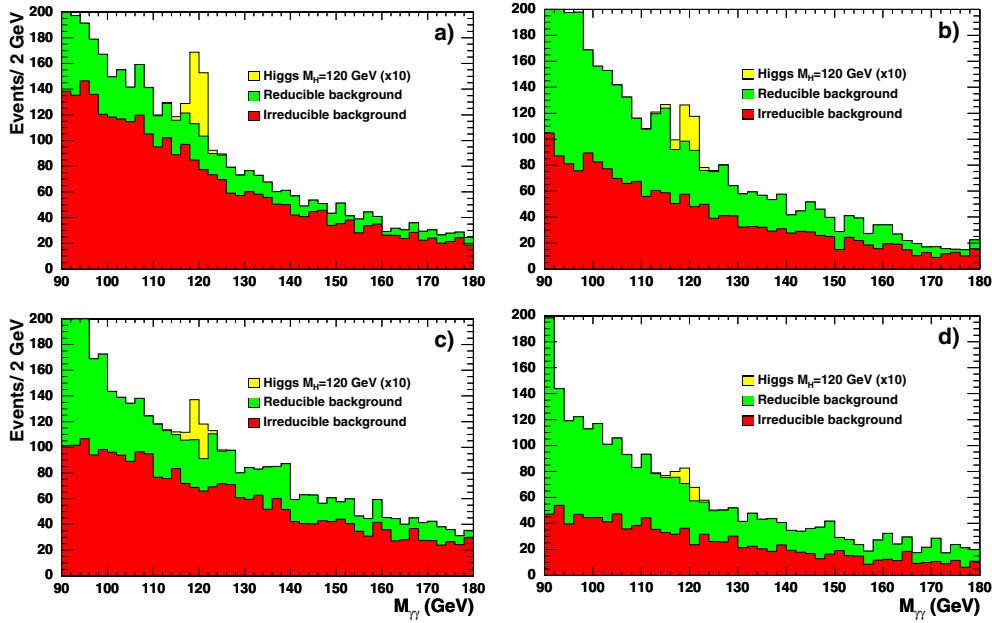 Events/ 2 GeV
200
180
160
140
120
100
80
60
40
20
0
a)
Higgs M_H=120 GeV (x10)
Reducible background
Irreducible background
90 100 110 120 130 140 150 160 170 180
200
180
160
140
120
100
80
60
40
20
0
b)
Higgs M_H=120 GeV (x10)
Reducible background
Irreducible background
90 100 110 120 130 140 150 160 170 180
Events/ 2 GeV
200
180
160
140
120
100
80
60
40
20
0
c)
Higgs M_H=120 GeV (x10)
Reducible background
Irreducible background
90 100 110 120 130 140 150 160 170 180
M_γγ (GeV)
200
180
160
140
120
100
80
60
40
20
0
d)
Higgs M_H=120 GeV (x10)
Reducible background
Irreducible background
90 100 110 120 130 140 150 160 170 180
M_γγ (GeV)